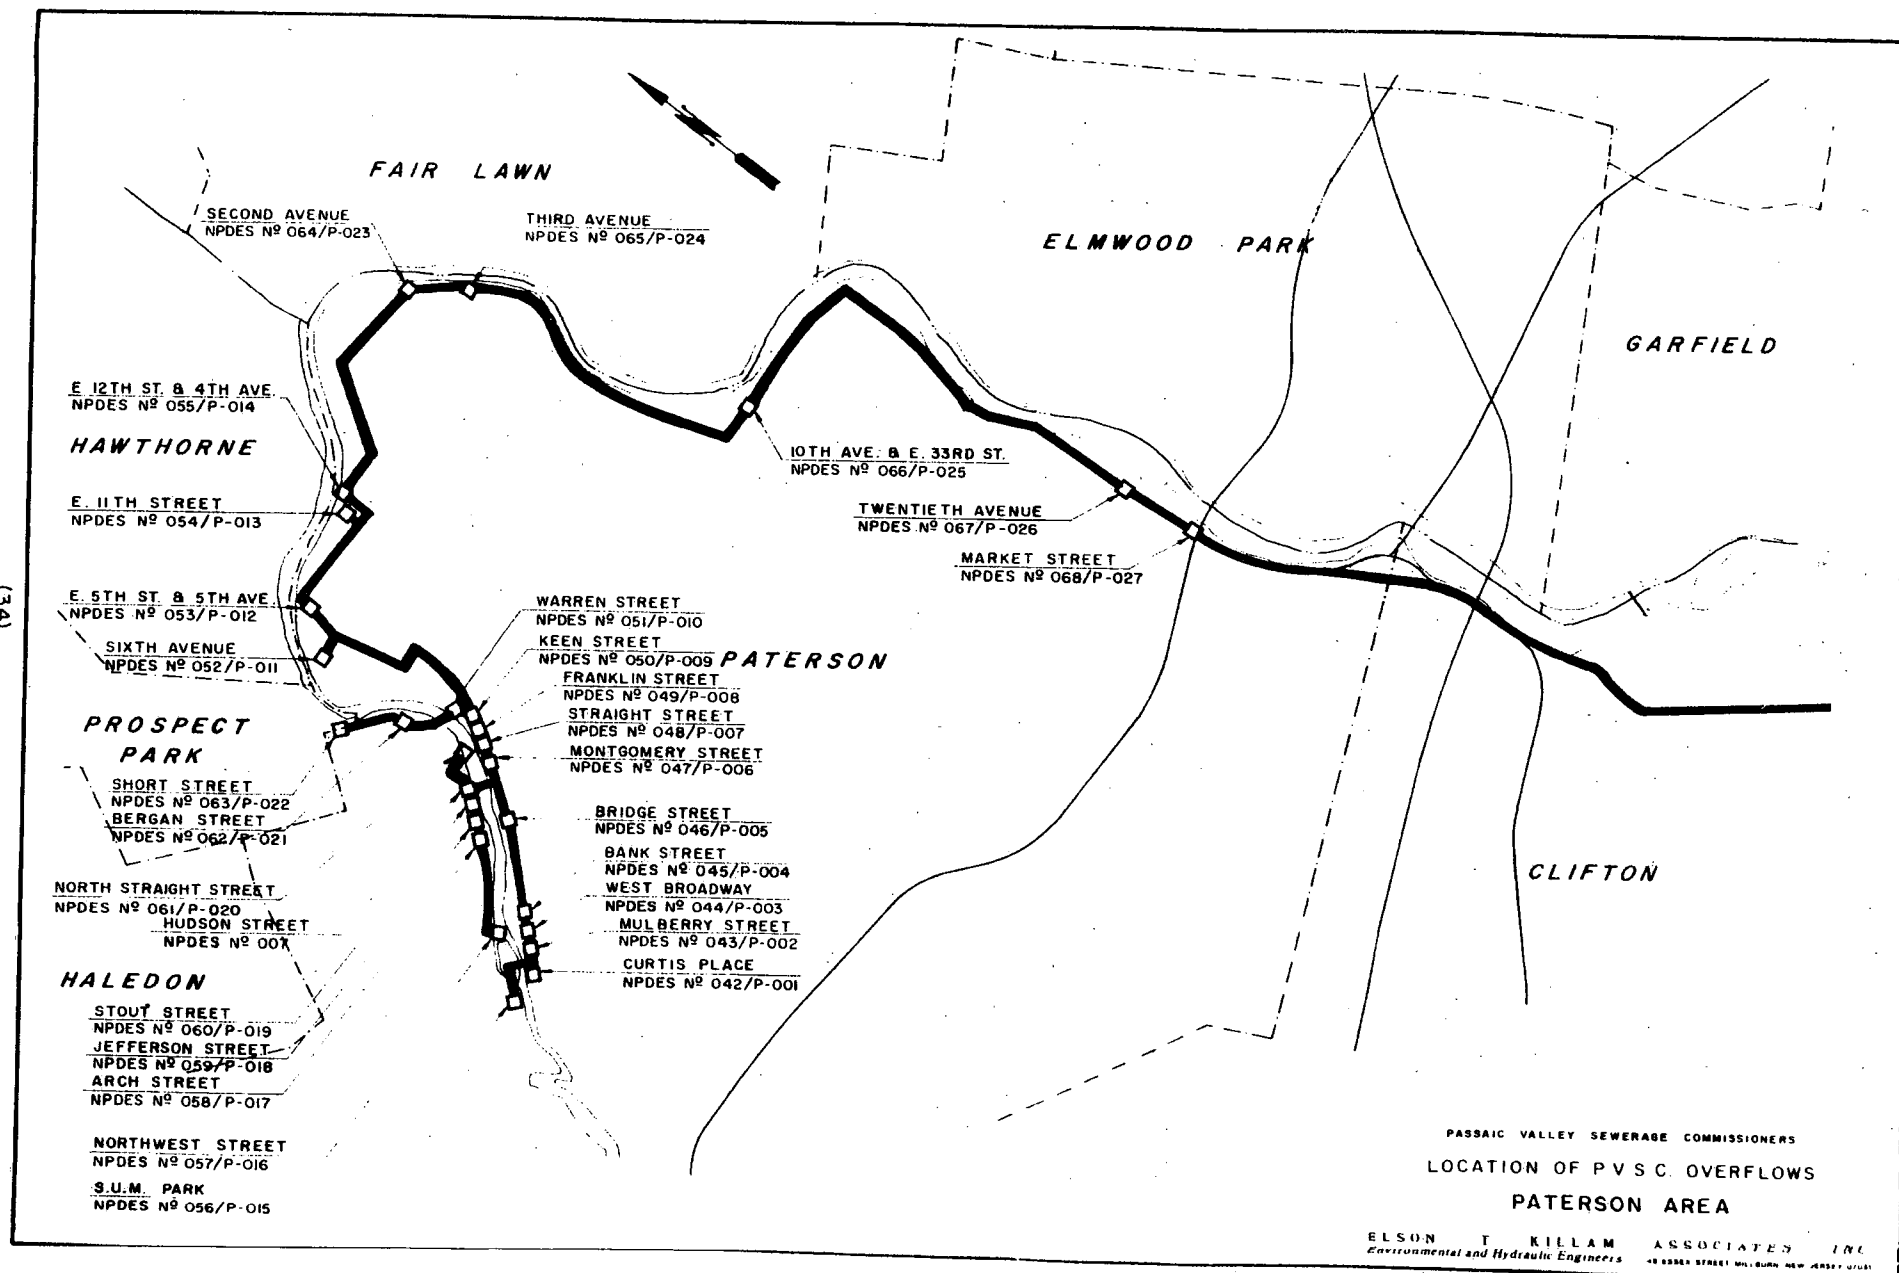 FAIR LAWN
SECOND AVENUE
NPDES Nº 064/P-023
THIRD AVENUE
NPDES Nº 065/P-024
ELMWOOD PARK
GARFIELD
E 12TH ST. & 4TH AVE.
NPDES Nº 055/P-014
HAWTHORNE
E. 11TH STREET
NPDES Nº 054/P-013
10TH AVE. & E. 33RD ST.
NPDES Nº 066/P-025
TWENTIETH AVENUE
NPDES Nº 067/P-026
MARKET STREET
NPDES Nº 068/P-027
(34)
E. 5TH ST. & 5TH AVE.
NPDES Nº 053/P-012
SIXTH AVENUE
NPDES Nº 052/P-011
WARREN STREET
NPDES Nº 051/P-010
KEEN STREET
NPDES Nº 050/P-009
PATERSON
FRANKLIN STREET
NPDES Nº 049/P-008
STRAIGHT STREET
NPDES Nº 048/P-007
MONTGOMERY STREET
NPDES Nº 047/P-006
PROSPECT
PARK
SHORT STREET
NPDES Nº 063/P-022
BERGAN STREET
NPDES Nº 062/P-021
BRIDGE STREET
NPDES Nº 046/P-005
BANK STREET
NPDES Nº 045/P-004
WEST BROADWAY
NPDES Nº 044/P-003
MULBERRY STREET
NPDES Nº 043/P-002
CURTIS PLACE
NPDES Nº 042/P-001
CLIFTON
NORTH STRAIGHT STREET
NPDES Nº 061/P-020
HUDSON STREET
NPDES Nº 007
HALEDON
STOUT STREET
NPDES Nº 060/P-019
JEFFERSON STREET
NPDES Nº 059/P-018
ARCH STREET
NPDES Nº 058/P-017
NORTHWEST STREET
NPDES Nº 057/P-016
S.U.M. PARK
NPDES Nº 056/P-015
PASSAIC VALLEY SEWERAGE COMMISSIONERS
LOCATION OF P V S C. OVERFLOWS
PATERSON AREA
ELSON T KILLAM ASSOCIATES INC
Environmental and Hydraulic Engineers
48 ESSEX STREET MILLBURN NEW JERSEY 07041